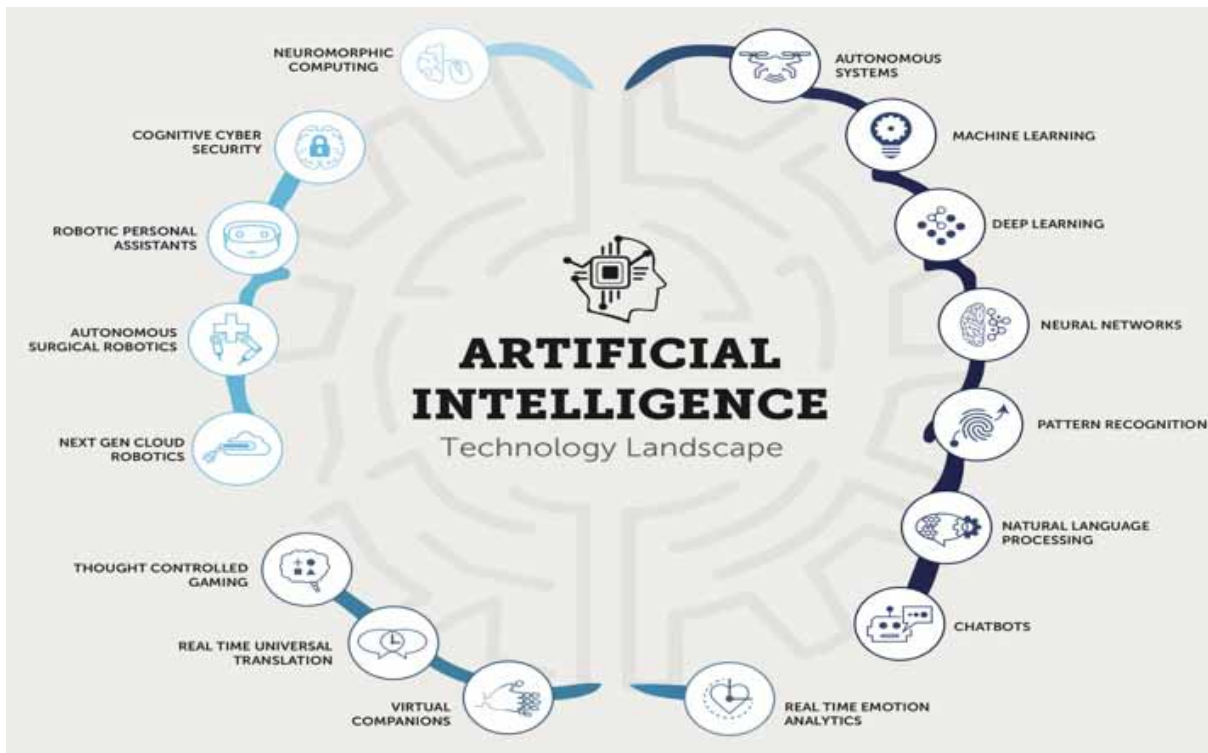 NEUROMORPHIC
COMPUTING
COGNITIVE CYBER
SECURITY
ROBOTIC PERSONAL
ASSISTANTS
AUTONOMOUS
SURGICAL ROBOTICS
NEXT GEN CLOUD
ROBOTICS
THOUGHT CONTROLLED
GAMING
REAL TIME UNIVERSAL
TRANSLATION
VIRTUAL
COMPANIONS
ARTIFICIAL
INTELLIGENCE
Technology Landscape
AUTONOMOUS
SYSTEMS
MACHINE LEARNING
DEEP LEARNING
NEURAL NETWORKS
PATTERN RECOGNITION
NATURAL LANGUAGE
PROCESSING
CHATBOTS
REAL TIME EMOTION
ANALYTICS